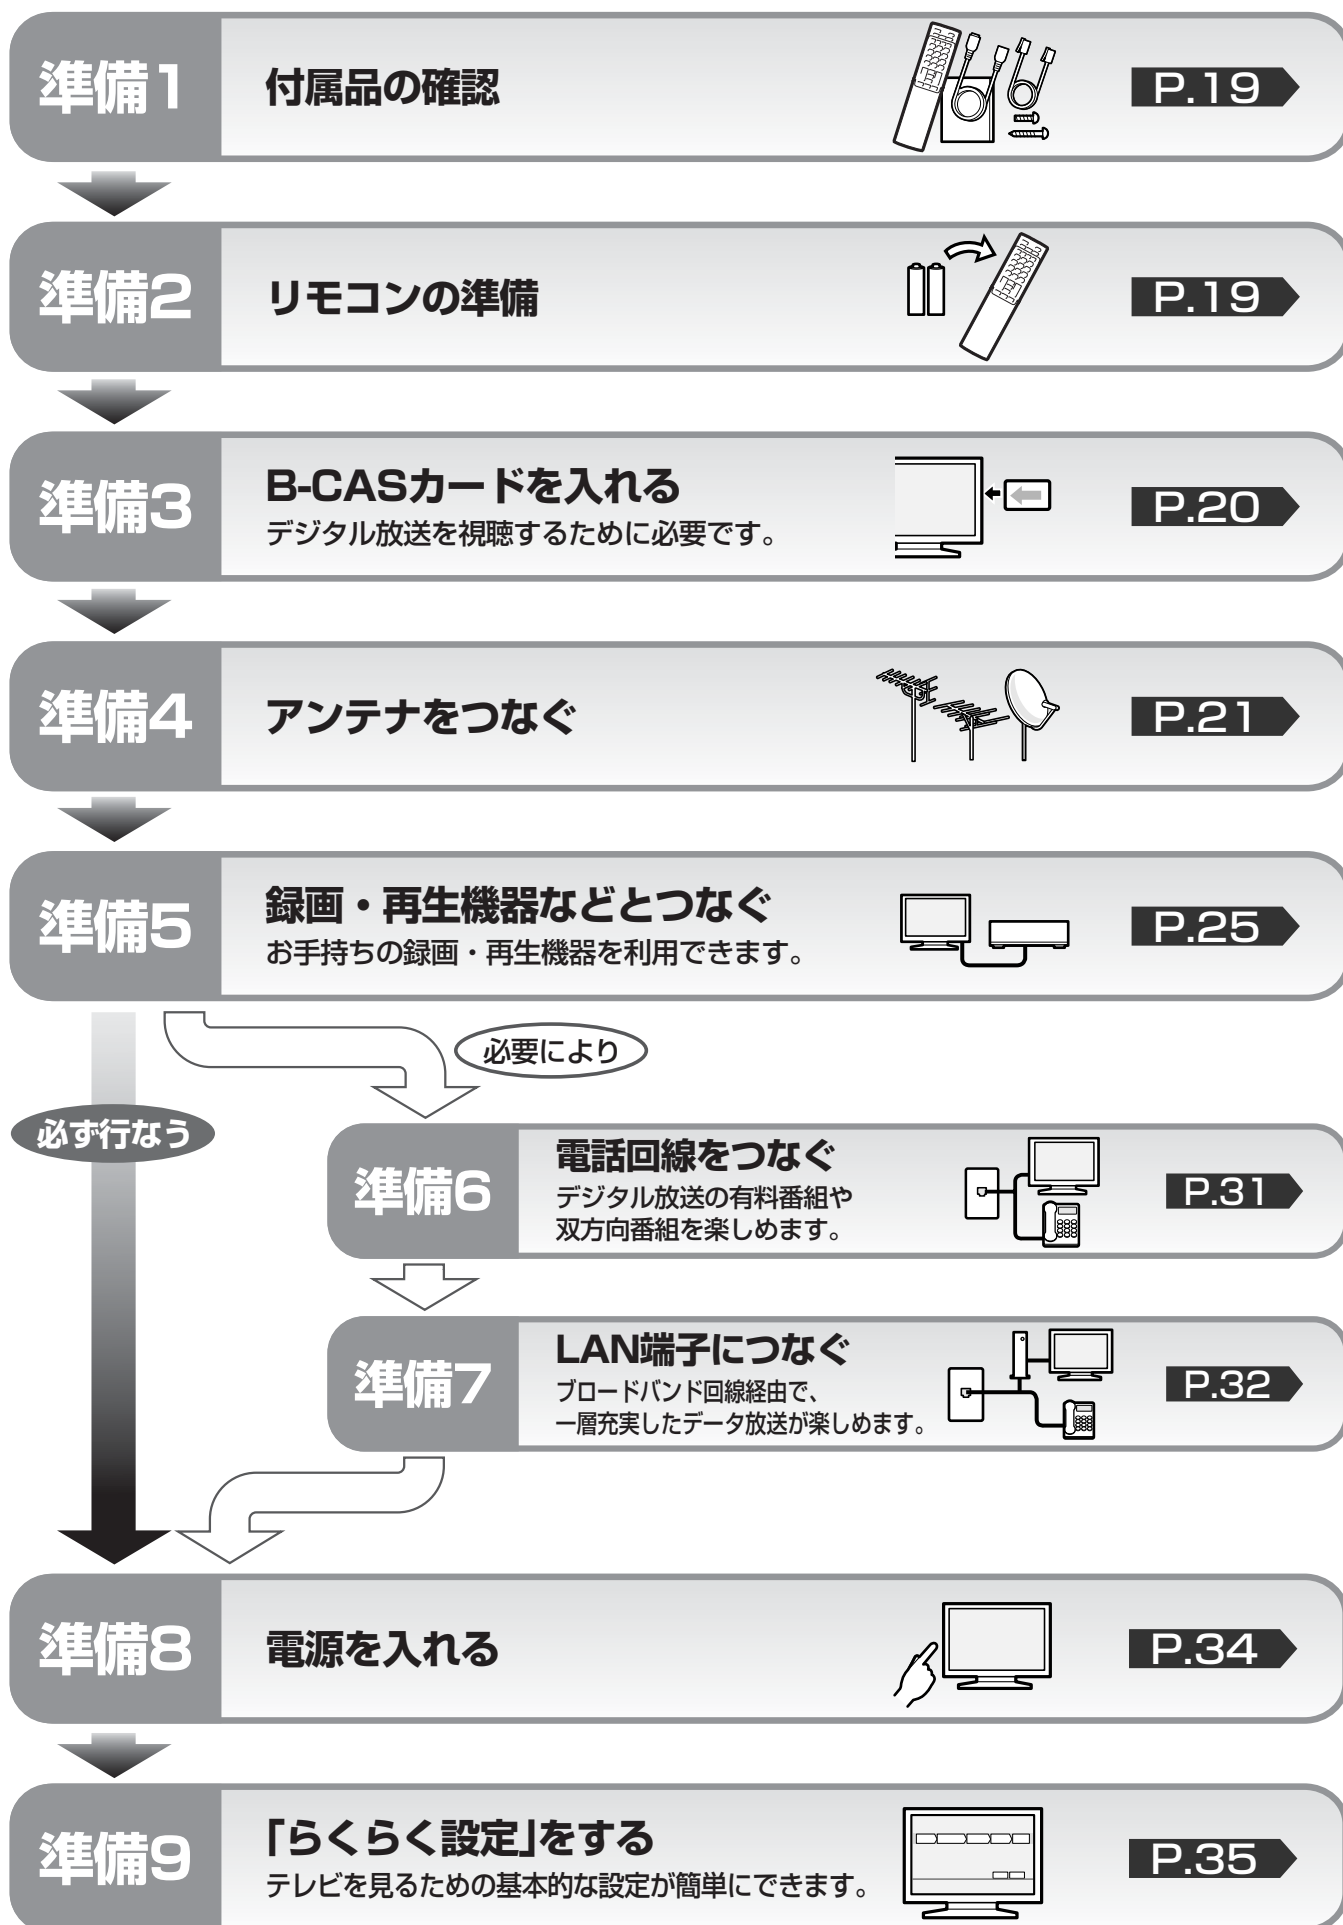 準備1
付属品の確認
P.19
準備2
リモコンの準備
P.19
準備3
B-CASカードを入れる
デジタル放送を視聴するために必要です。
P.20
準備4
アンテナをつなぐ
P.21
準備5
録画・再生機器などとつなぐ
お手持ちの録画・再生機器を利用できます。
P.25
必要により
必ず行なう
準備6
電話回線をつなぐ
デジタル放送の有料番組や
双方向番組を楽しめます。
P.31
準備7
LAN端子につなぐ
ブロードバンド回線経由で、
一層充実したデータ放送が楽しめます。
P.32
準備8
電源を入れる
P.34
準備9
「らくらく設定」をする
テレビを見るための基本的な設定が簡単にできます。
P.35